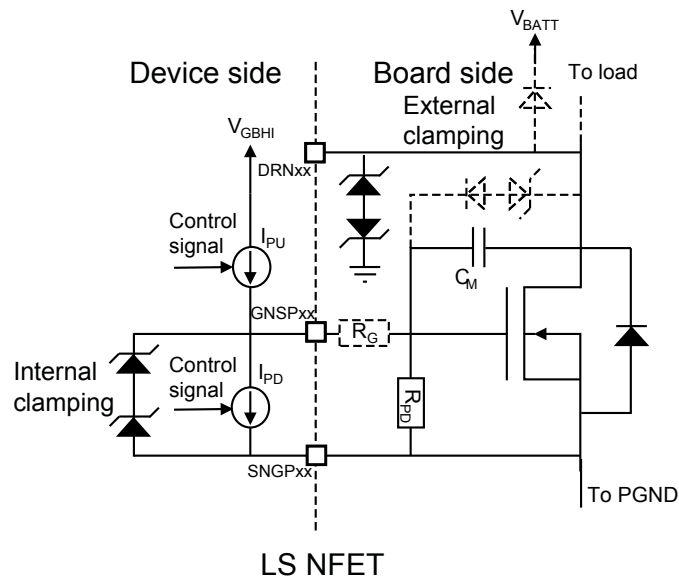 V_BATT
Device side
Board side
To load
External
clamping
V_GBHI
DRNxx
Control
signal
I_PU
C_M
GNSPxx
R_G
Internal
clamping
Control
signal
I_PD
R_PD
SNGPxx
To PGND
LS NFET